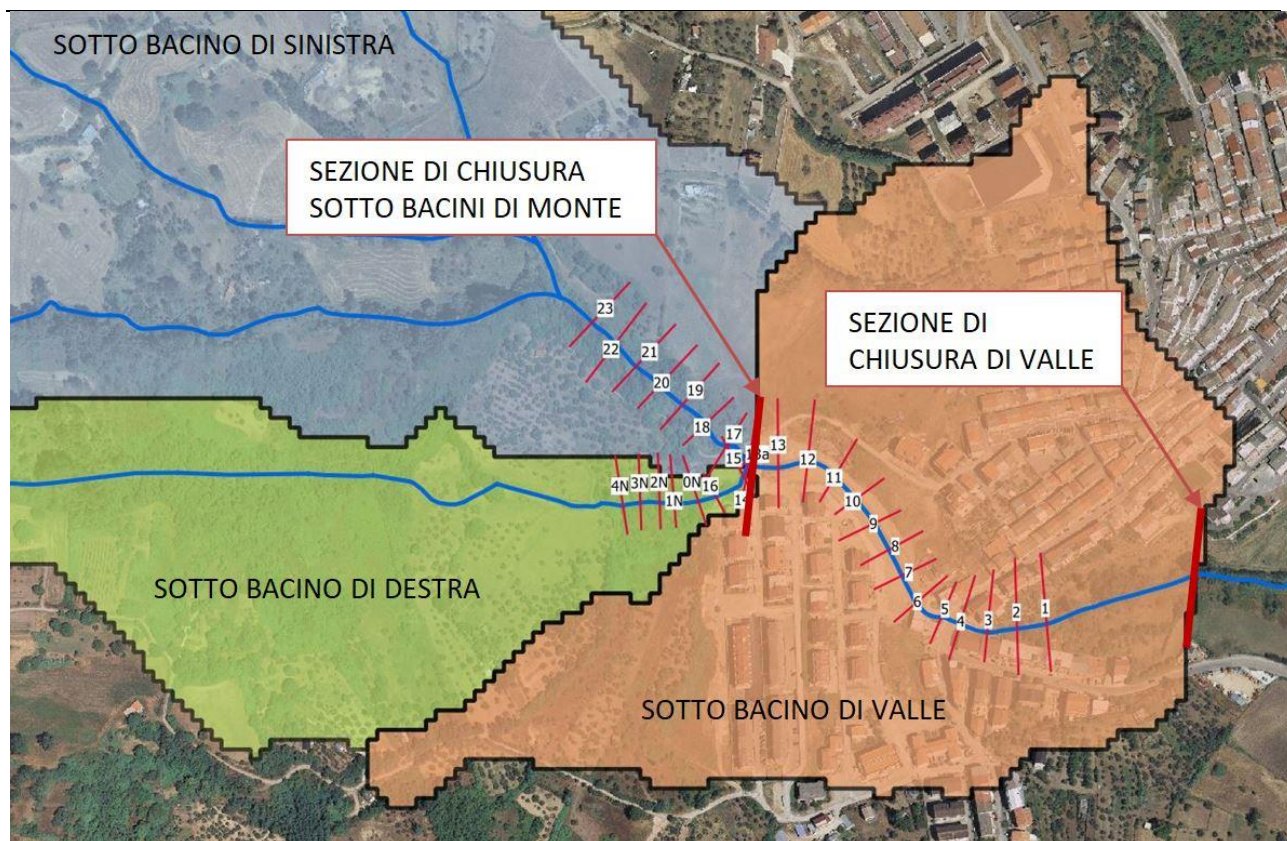 SOTTO BACINO DI SINISTRA
SEZIONE DI CHIUSURA
SOTTO BACINI DI MONTE
SEZIONE DI
CHIUSURA DI VALLE
23
22
21
20
19
18
17
15
13a
13
12
11
10
9
8
7
6
5
4
3
2
1
4N
3N
2N
1N
0N
16
14
SOTTO BACINO DI DESTRA
SOTTO BACINO DI VALLE